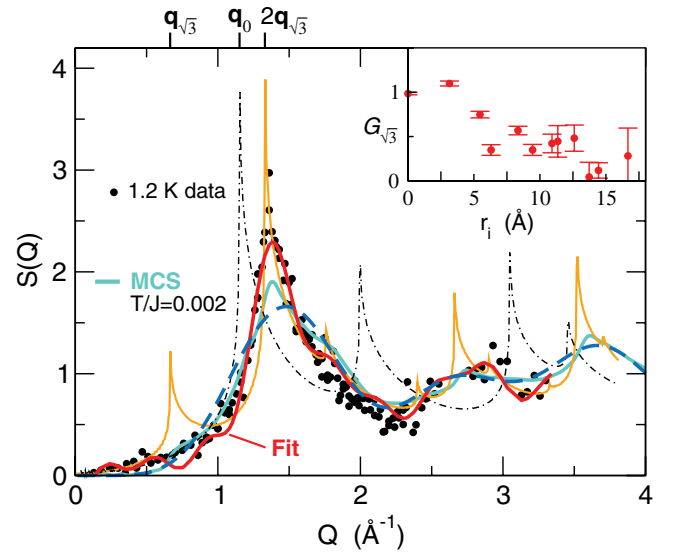 q√3 q0 2q√3
4
3
2
1
0
S(Q)
1.2 K data
MCS
T/J=0.002
Fit
1
0
G√3
0 5 10 15
ri (Å)
0 1 2 3 4
Q (Å-1)